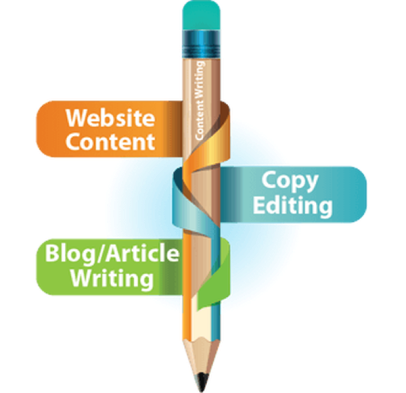 Content Writing
Website
Content
Copy
Editing
Blog/Article
Writing